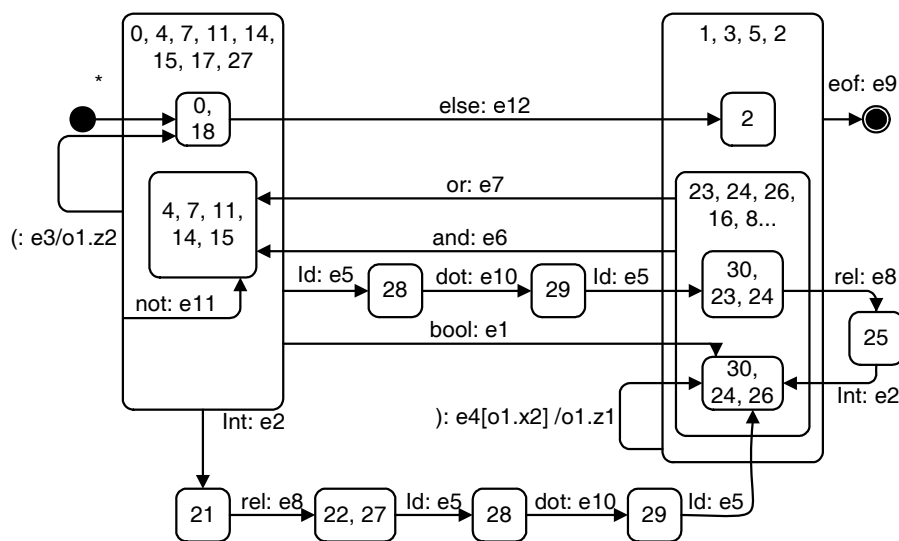 0, 4, 7, 11, 14,
15, 17, 27
1, 3, 5, 2
*
eof: e9
0,
18
else: e12
2
or: e7
4, 7, 11,
14, 15
23, 24, 26,
16, 8...
(: e3/o1.z2
and: e6
Id: e5
28
dot: e10
29
Id: e5
30,
23, 24
rel: e8
not: e11
bool: e1
25
30,
24, 26
Int: e2
Int: e2
): e4[o1.x2] /o1.z1
21
rel: e8
22, 27
Id: e5
28
dot: e10
29
Id: e5